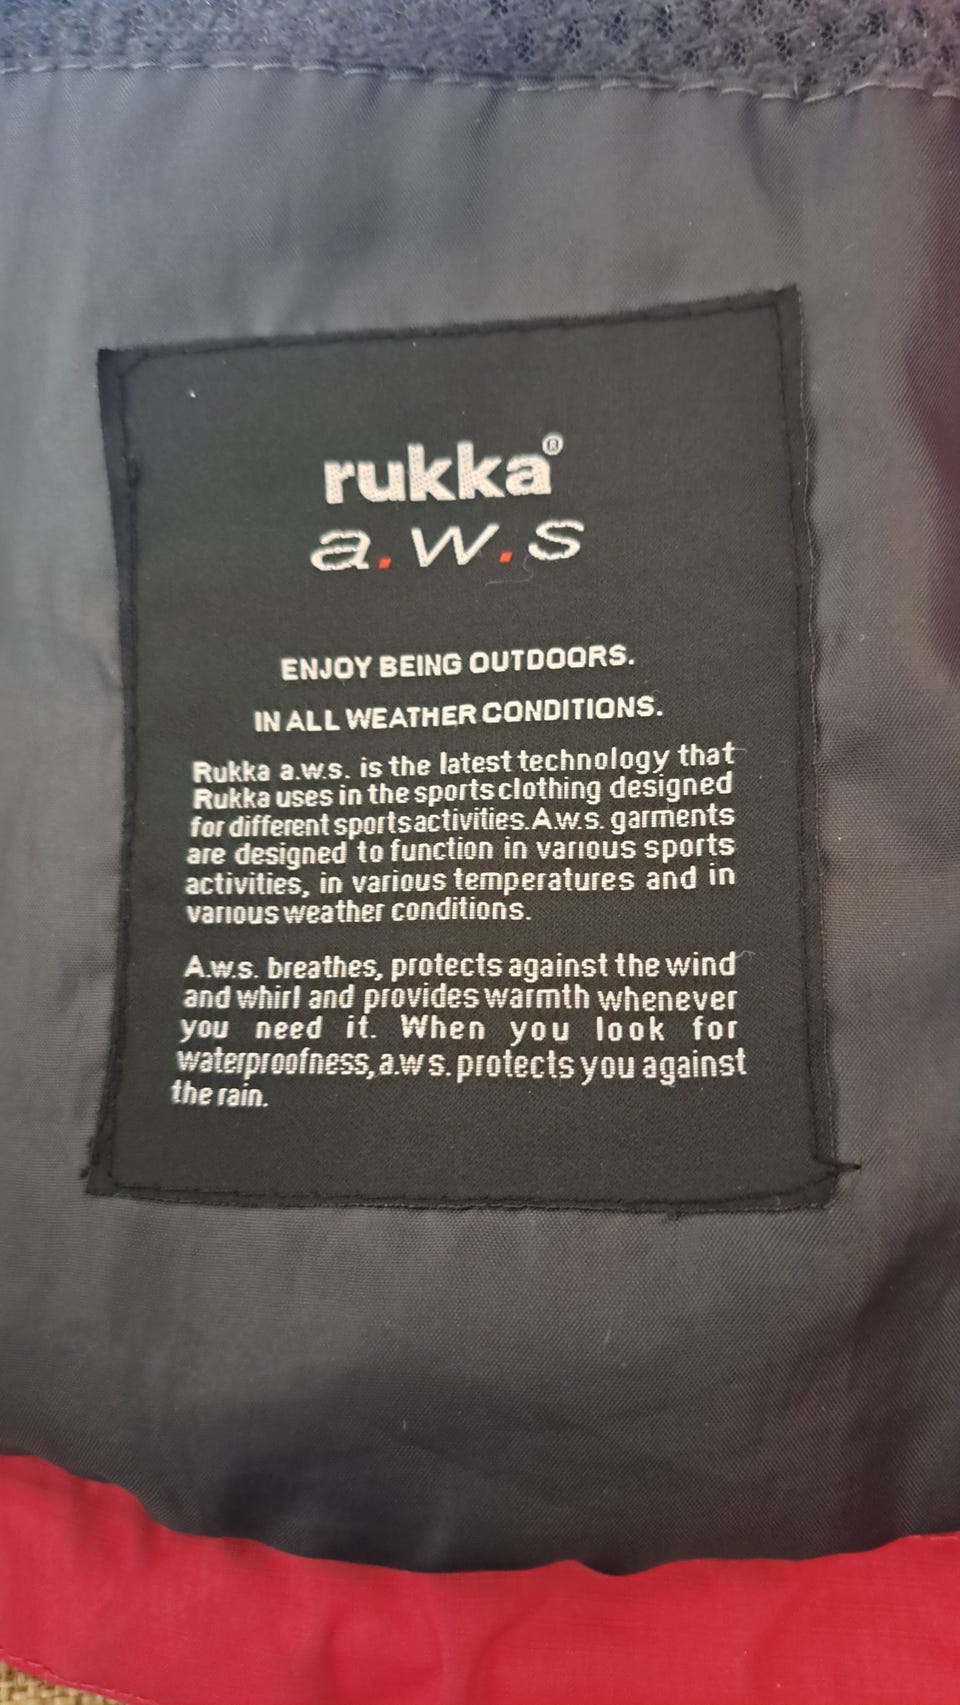 rukka®
a.w.s
ENJOY BEING OUTDOORS.
IN ALL WEATHER CONDITIONS.
Rukka a.w.s. is the latest technology that
Rukka uses in the sports clothing designed
for different sports activities. A.w.s. garments
are designed to function in various sports
activities, in various temperatures and in
various weather conditions.
A.w.s. breathes, protects against the wind
and whirl and provides warmth whenever
you need it. When you look for
waterproofness, a.w s. protects you against
the rain.